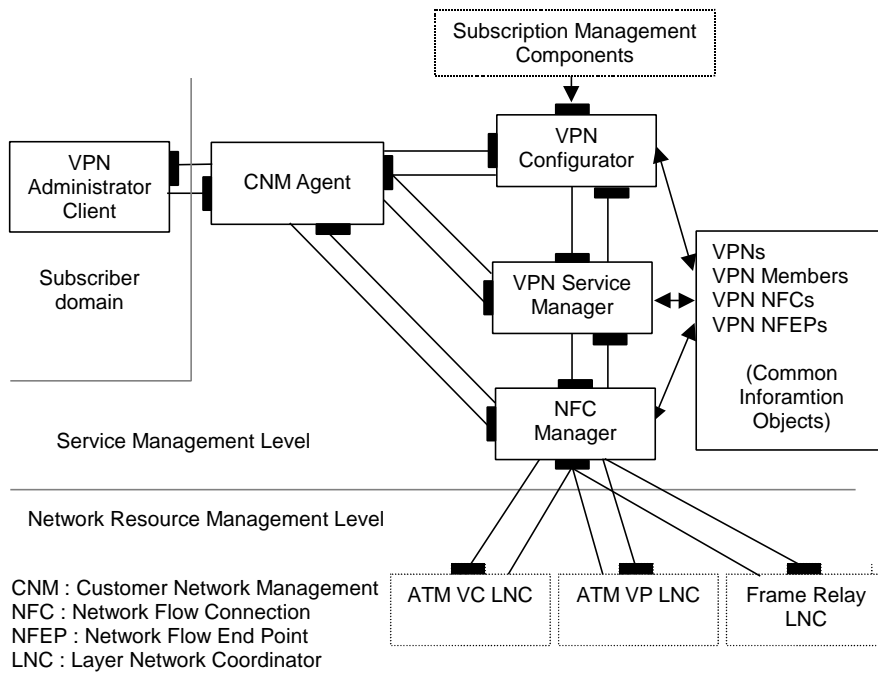 Subscription Management
Components
VPN
Configurator
VPN
Administrator
Client
CNM Agent
Subscriber
domain
VPN Service
Manager
VPNs
VPN Members
VPN NFCs
VPN NFEPs
(Common
Inforamtion
Objects)
NFC
Manager
Service Management Level
Network Resource Management Level
ATM VC LNC
ATM VP LNC
Frame Relay
LNC
CNM : Customer Network Management
NFC : Network Flow Connection
NFEP : Network Flow End Point
LNC : Layer Network Coordinator